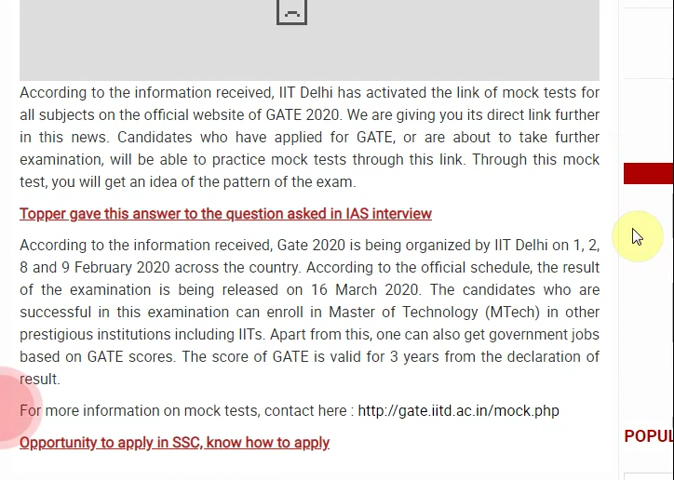 According to the information received, IIT Delhi has activated the link of mock tests for
all subjects on the official website of GATE 2020. We are giving you its direct link further
in this news. Candidates who have applied for GATE, or are about to take further
examination, will be able to practice mock tests through this link. Through this mock
test, you will get an idea of the pattern of the exam.
Topper gave this answer to the question asked in IAS interview
According to the information received, Gate 2020 is being organized by IIT Delhi on 1, 2,
8 and 9 February 2020 across the country. According to the official schedule, the result
of the examination is being released on 16 March 2020. The candidates who are
successful in this examination can enroll in Master of Technology (MTech) in other
prestigious institutions including IITs. Apart from this, one can also get government jobs
based on GATE scores. The score of GATE is valid for 3 years from the declaration of
result.
For more information on mock tests, contact here : http://gate.iitd.ac.in/mock.php
POPUL
Opportunity to apply in SSC, know how to apply